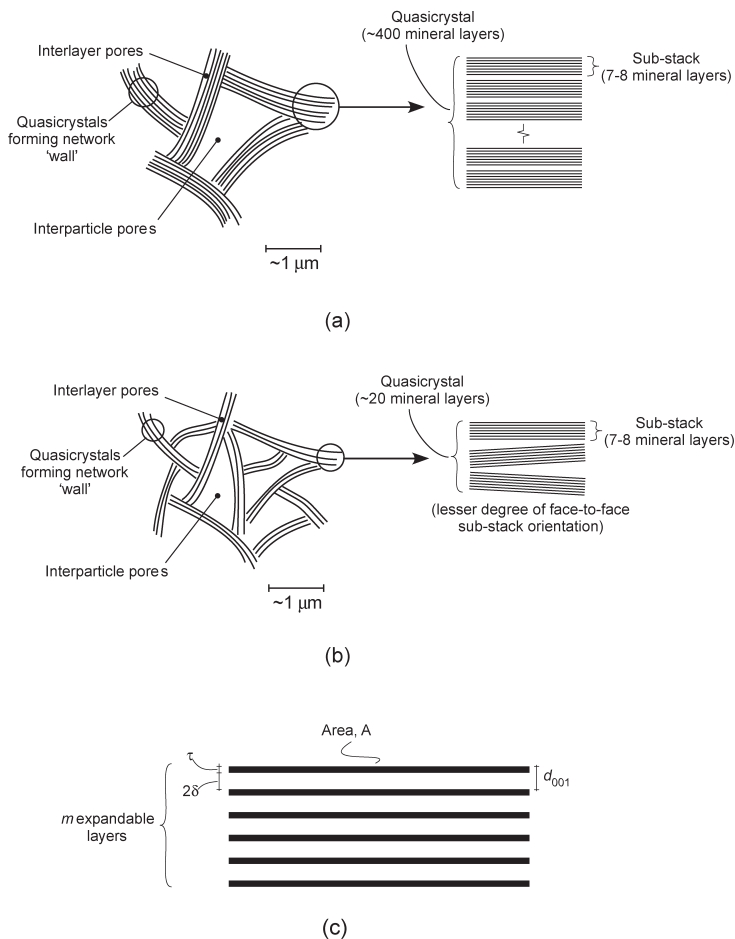 Quasicrystal
(~400 mineral layers)
Interlayer pores
Sub-stack
(7-8 mineral layers)
Quasicrystals
forming network
‘wall’
Interparticle pores
~1 μm
(a)
Quasicrystal
(~20 mineral layers)
Interlayer pores
Sub-stack
(7-8 mineral layers)
Quasicrystals
forming network
‘wall’
(lesser degree of face-to-face
sub-stack orientation)
Interparticle pores
~1 μm
(b)
Area, A
τ
2δ
d001
m expandable
layers
(c)